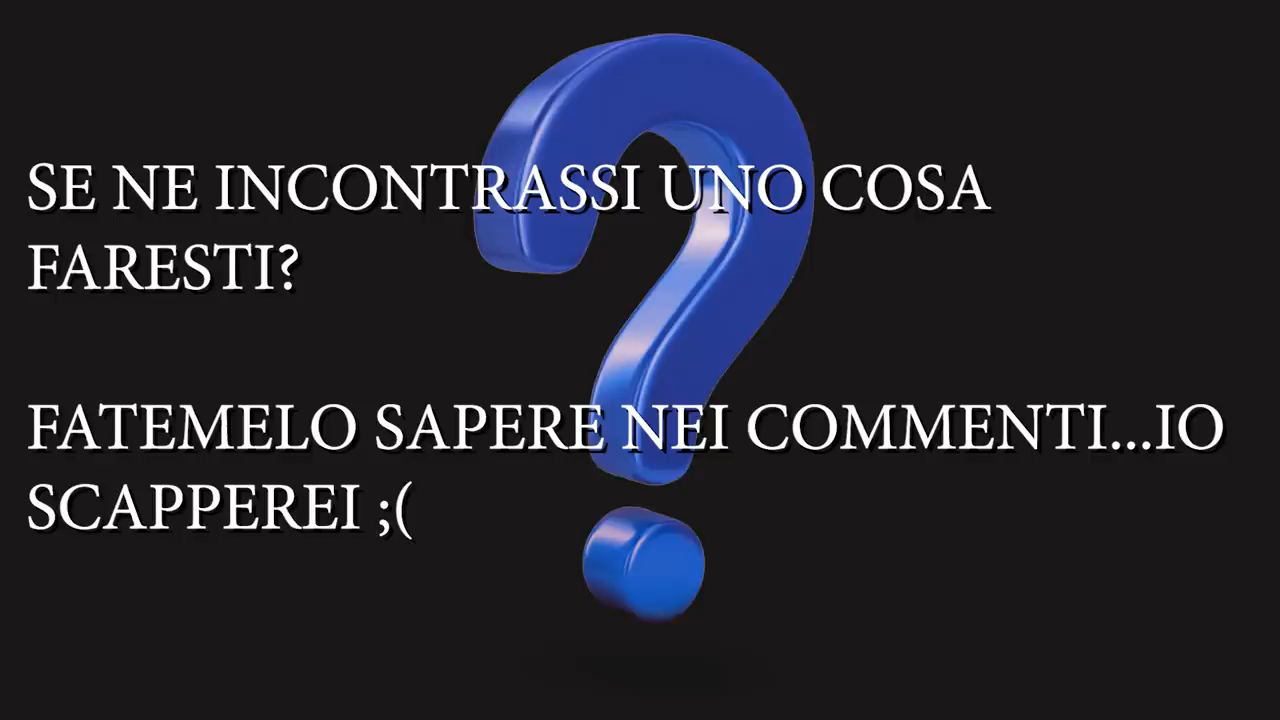 SE NE INCONTRASSI UNO COSA
FARESTI?
FATEMELO SAPERE NEI COMMENTI...IO
SCAPPEREI ;(